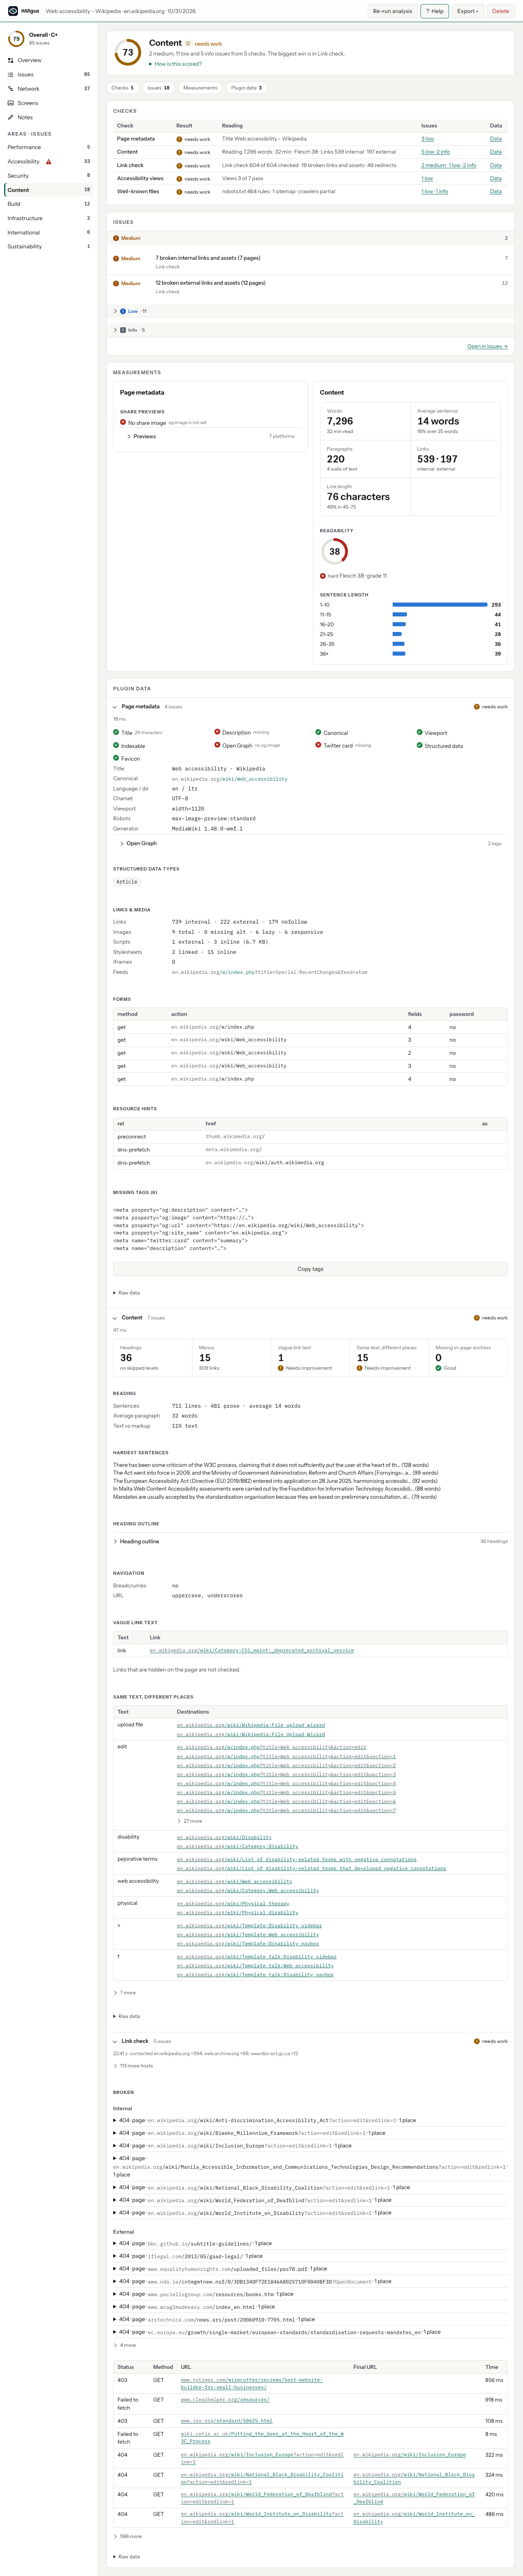 HARgus
Web accessibility - Wikipedia · en.wikipedia.org · 10/31/2026
Re-run analysis
? Help
Export
Delete
79
Overall · C+
85 issues
Overview
Issues 85
Network 37
Screens
Notes
AREAS · ISSUES
Performance 5
Accessibility 33
Security 8
Content 18
Build 12
Infrastructure 2
International 6
Sustainability 1
73
Content C needs work
2 medium, 11 low and 5 info issues from 5 checks. The biggest win is in Link check.
How is this scored?
Checks 5
Issues 18
Measurements
Plugin data 3
CHECKS
Check Result Reading Issues Data
Page metadata needs work Title Web accessibility - Wikipedia 3 low Data
Content needs work Reading 7,296 words · 32 min · Flesch 38 · Links 539 internal · 197 external 5 low · 2 info Data
Link check needs work Link check 604 of 604 checked · 19 broken links and assets · 49 redirects 2 medium · 1 low · 2 info Data
Accessibility views needs work Views 3 of 7 pass 1 low Data
Well-known files needs work robots.txt 464 rules · 1 sitemap · crawlers partial 1 low · 1 info Data
ISSUES
Medium 2
Medium 7 broken internal links and assets (7 pages) 7
Link check
Medium 12 broken external links and assets (12 pages) 12
Link check
Low · 11
Info · 5
Open in Issues →
MEASUREMENTS
Page metadata
SHARE PREVIEWS
No share image og:image is not set
Previews 7 platforms
Content
Words
7,296
32 min read
Average sentence
14 words
16% over 25 words
Paragraphs
220
4 walls of text
Links
539 · 197
internal · external
Line length
76 characters
49% in 45–75
READABILITY
38
hard Flesch 38 · grade 11
SENTENCE LENGTH
1–10 293
11–15 44
16–20 41
21–25 28
26–35 36
36+ 39
PLUGIN DATA
Page metadata 4 issues needs work
18 ms
Title 29 characters
Description missing
Canonical
Viewport
Indexable
Open Graph no og:image
Twitter card missing
Structured data
Favicon
Title Web accessibility - Wikipedia
Canonical en.wikipedia.org/wiki/Web_accessibility
Language / dir en / ltr
Charset UTF-8
Viewport width=1120
Robots max-image-preview:standard
Generator MediaWiki 1.48.0-wmf.1
Open Graph 2 tags
STRUCTURED DATA TYPES
Article
LINKS & MEDIA
Links 739 internal · 222 external · 179 nofollow
Images 9 total · 0 missing alt · 6 lazy · 6 responsive
Scripts 1 external · 3 inline (6.7 KB)
Stylesheets 2 linked · 15 inline
Iframes 0
Feeds en.wikipedia.org/w/index.php?title=Special:RecentChanges&feed=atom
FORMS
method action fields password
get en.wikipedia.org/w/index.php 4 no
get en.wikipedia.org/wiki/Web_accessibility 3 no
get en.wikipedia.org/wiki/Web_accessibility 2 no
get en.wikipedia.org/wiki/Web_accessibility 3 no
get en.wikipedia.org/w/index.php 4 no
RESOURCE HINTS
rel href as
preconnect thumb.wikimedia.org/
dns-prefetch meta.wikimedia.org/
dns-prefetch en.wikipedia.org/wiki/auth.wikimedia.org
MISSING TAGS (6)
<meta property="og:description" content="…">
<meta property="og:image" content="https://…">
<meta property="og:url" content="https://en.wikipedia.org/wiki/Web_accessibility">
<meta property="og:site_name" content="en.wikipedia.org">
<meta name="twitter:card" content="summary">
<meta name="description" content="…">
Copy tags
Raw data
Content 7 issues needs work
47 ms
Headings
36
no skipped levels
Menus
15
309 links
Vague link text
1
Needs improvement
Same text, different places
15
Needs improvement
Missing in-page anchors
0
Good
READING
Sentences 711 lines · 481 prose · average 14 words
Average paragraph 32 words
Text vs markup 11% text
HARDEST SENTENCES
There has been some criticism of the W3C process, claiming that it does not sufficiently put the user at the heart of th… (128 words)
The Act went into force in 2009, and the Ministry of Government Administration, Reform and Church Affairs [Fornyings-, a… (99 words)
The European Accessibility Act (Directive (EU) 2019/882) entered into application on 28 June 2025, harmonising accessibi… (92 words)
In Malta Web Content Accessibility assessments were carried out by the Foundation for Information Technology Accessibili… (88 words)
Mandates are usually accepted by the standardisation organisation because they are based on preliminary consultation, al… (79 words)
HEADING OUTLINE
Heading outline 36 headings
NAVIGATION
Breadcrumbs no
URL uppercase, underscores
VAGUE LINK TEXT
Text Link
link en.wikipedia.org/wiki/Category:CS1_maint:_deprecated_archival_service
Links that are hidden on the page are not checked.
SAME TEXT, DIFFERENT PLACES
Text Destinations
upload file en.wikipedia.org/wiki/Wikipedia:File_upload_wizard
en.wikipedia.org/wiki/Wikipedia:File_Upload_Wizard
edit en.wikipedia.org/w/index.php?title=Web_accessibility&action=edit
en.wikipedia.org/w/index.php?title=Web_accessibility&action=edit&section=1
en.wikipedia.org/w/index.php?title=Web_accessibility&action=edit&section=2
en.wikipedia.org/w/index.php?title=Web_accessibility&action=edit&section=3
en.wikipedia.org/w/index.php?title=Web_accessibility&action=edit&section=4
en.wikipedia.org/w/index.php?title=Web_accessibility&action=edit&section=5
en.wikipedia.org/w/index.php?title=Web_accessibility&action=edit&section=6
en.wikipedia.org/w/index.php?title=Web_accessibility&action=edit&section=7
27 more
disability en.wikipedia.org/wiki/Disability
en.wikipedia.org/wiki/Category:Disability
pejorative terms en.wikipedia.org/wiki/List_of_disability-related_terms_with_negative_connotations
en.wikipedia.org/wiki/List_of_disability-related_terms_that_developed_negative_connotations
web accessibility en.wikipedia.org/wiki/Web_accessibility
en.wikipedia.org/wiki/Category:Web_accessibility
physical en.wikipedia.org/wiki/Physical_therapy
en.wikipedia.org/wiki/Physical_disability
v en.wikipedia.org/wiki/Template:Disability_sidebar
en.wikipedia.org/wiki/Template:Web_accessibility
en.wikipedia.org/wiki/Template:Disability_navbox
t en.wikipedia.org/wiki/Template_talk:Disability_sidebar
en.wikipedia.org/wiki/Template_talk:Web_accessibility
en.wikipedia.org/wiki/Template_talk:Disability_navbox
7 more
Raw data
Link check 5 issues needs work
22.41 s · contacted en.wikipedia.org ×394, web.archive.org ×69, www.tbs-sct.gc.ca ×12
113 more hosts
BROKEN
Internal
404 · page · en.wikipedia.org/wiki/Anti-discrimination_Accessibility_Act?action=edit&redlink=1 · 1 place
404 · page · en.wikipedia.org/wiki/Biwako_Millennium_Framework?action=edit&redlink=1 · 1 place
404 · page · en.wikipedia.org/wiki/Inclusion_Europe?action=edit&redlink=1 · 1 place
404 · page ·
en.wikipedia.org/wiki/Manila_Accessible_Information_and_Communications_Technologies_Design_Recommendations?action=edit&redlink=1 ·
1 place
404 · page · en.wikipedia.org/wiki/National_Black_Disability_Coalition?action=edit&redlink=1 · 1 place
404 · page · en.wikipedia.org/wiki/World_Federation_of_Deafblind?action=edit&redlink=1 · 1 place
404 · page · en.wikipedia.org/wiki/World_Institute_on_Disability?action=edit&redlink=1 · 1 place
External
404 · page · bbc.github.io/subtitle-guidelines/ · 1 place
404 · page · iflegal.com/2013/05/gaad-legal/ · 1 place
404 · page · www.equalityhumanrights.com/uploaded_files/pas78.pdf · 1 place
404 · page · www.nda.ie/cntmgmtnew.nsf/0/3DB134DF72E1846A8025710F0040BF3D?OpenDocument · 1 place
404 · page · www.paciellogroup.com/resources/books.htm · 1 place
404 · page · www.wcag2madeeasy.com/index_en.html · 1 place
404 · page · arstechnica.com/news.ars/post/20060910-7705.html · 1 place
404 · page · ec.europa.eu/growth/single-market/european-standards/standardisation-requests-mandates_en · 1 place
4 more
Status Method URL Final URL Time
403 GET www.nytimes.com/wirecutter/reviews/best-website-builder-for-small-businesses/ 856 ms
Failed to fetch GET www.clearhelper.org/resources/ 918 ms
403 GET www.iso.org/standard/58625.html 108 ms
Failed to fetch GET wiki.cetis.ac.uk/Putting_the_User_at_the_Heart_of_the_W3C_Process 8 ms
404 GET en.wikipedia.org/wiki/Inclusion_Europe?action=edit&redlink=1 en.wikipedia.org/wiki/Inclusion_Europe 322 ms
404 GET en.wikipedia.org/wiki/National_Black_Disability_Coalition?action=edit&redlink=1 en.wikipedia.org/wiki/National_Black_Disability_Coalition 324 ms
404 GET en.wikipedia.org/wiki/World_Federation_of_Deafblind?action=edit&redlink=1 en.wikipedia.org/wiki/World_Federation_of_Deafblind 420 ms
404 GET en.wikipedia.org/wiki/World_Institute_on_Disability?action=edit&redlink=1 en.wikipedia.org/wiki/World_Institute_on_Disability 486 ms
596 more
Raw data